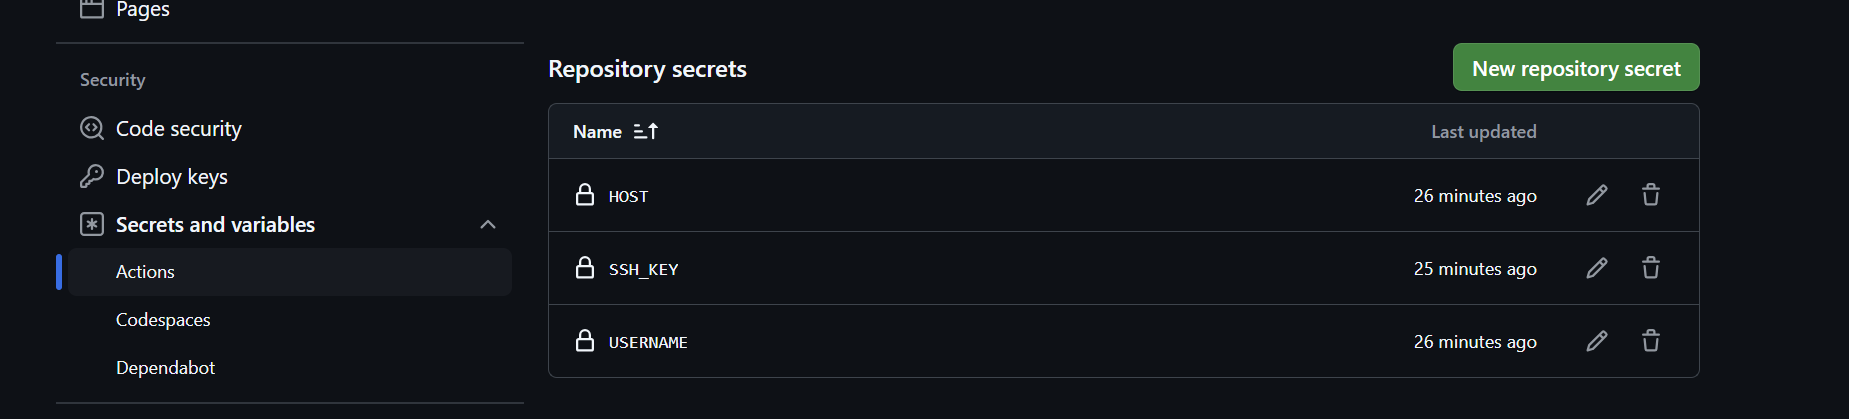 Pages
Security
Code security
Deploy keys
Secrets and variables
Actions
Codespaces
Dependabot
Repository secrets
New repository secret
Name Last updated
HOST 26 minutes ago
SSH_KEY 25 minutes ago
USERNAME 26 minutes ago